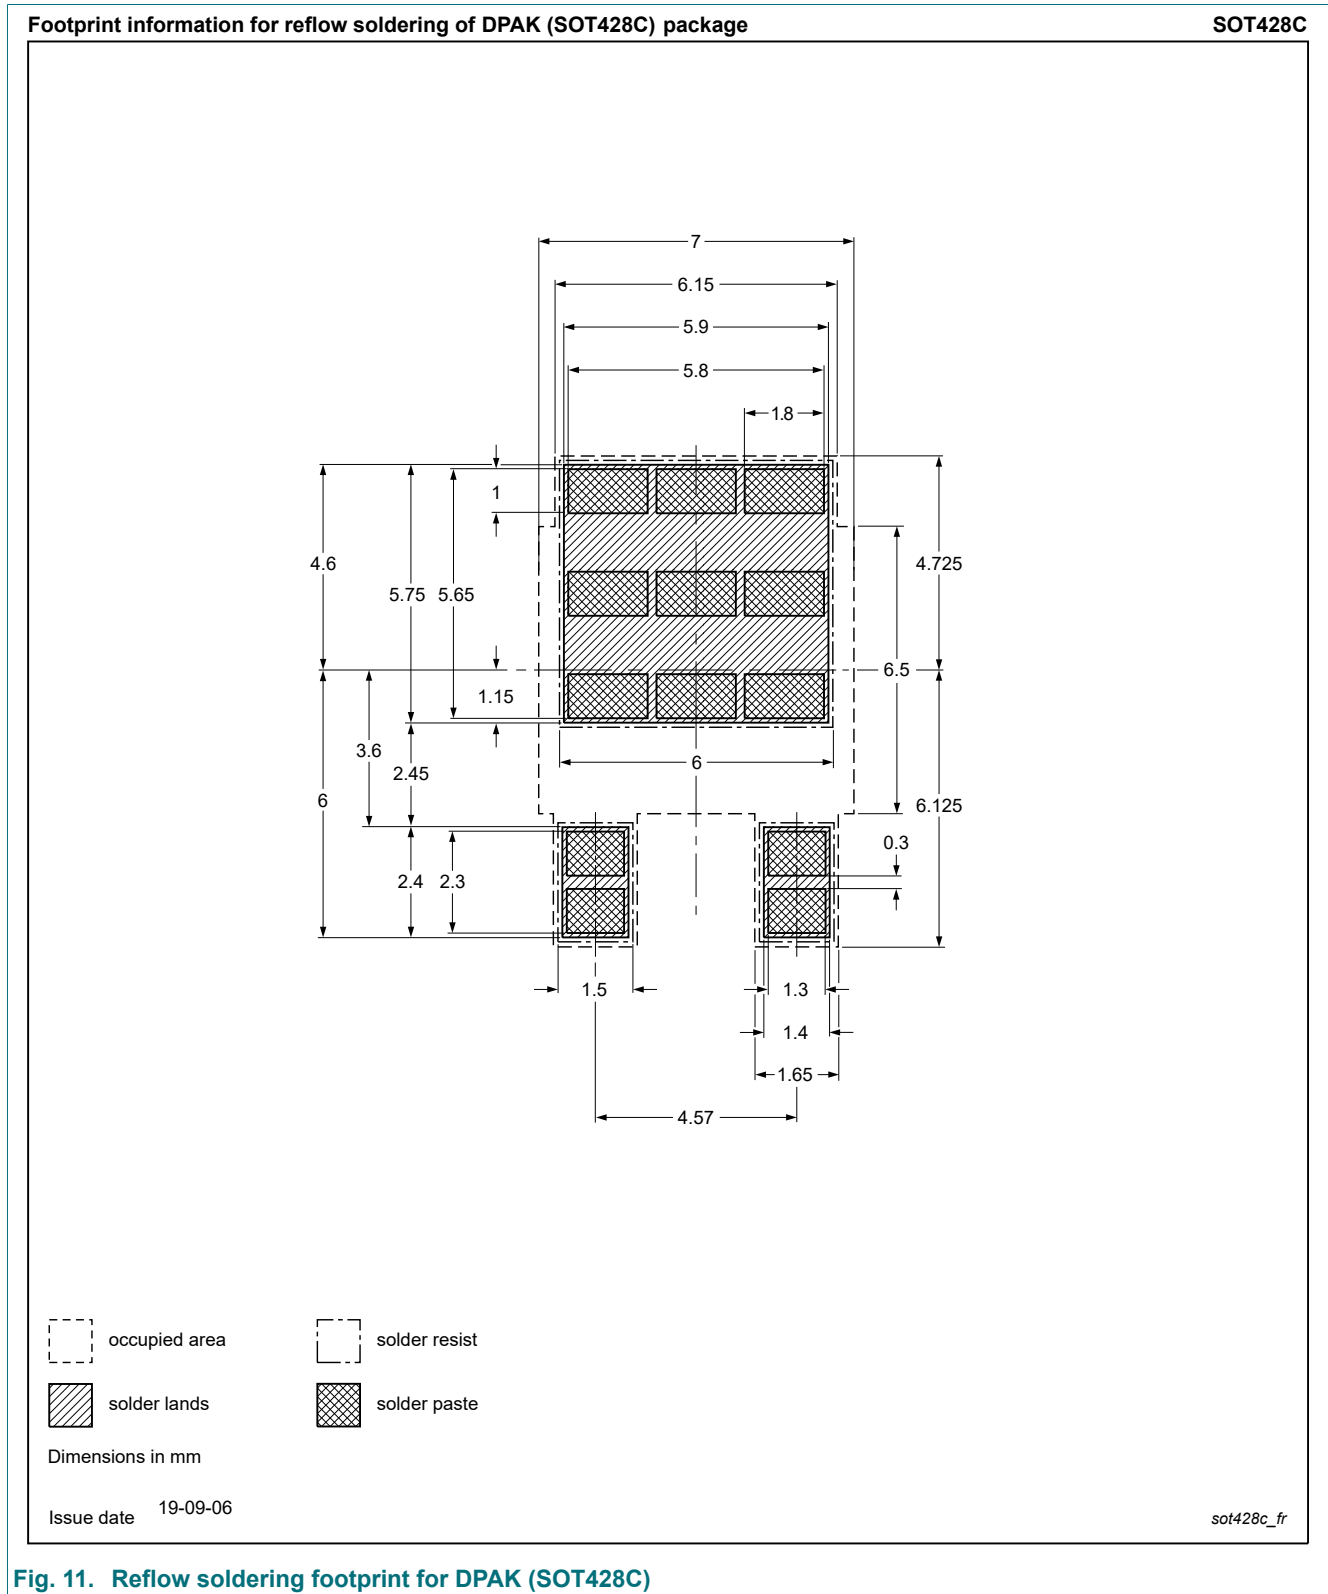 Footprint information for reflow soldering of DPAK (SOT428C) package SOT428C
7
6.15
5.9
5.8
1.8
1
4.6
5.75 5.65
4.725
6.5
1.15
3.6
2.45
6
6
6.125
0.3
2.4 2.3
1.5
1.3
1.4
1.65
4.57
occupied area
solder resist
solder lands
solder paste
Dimensions in mm
Issue date 19-09-06
sot428c_fr
Fig. 11. Reflow soldering footprint for DPAK (SOT428C)